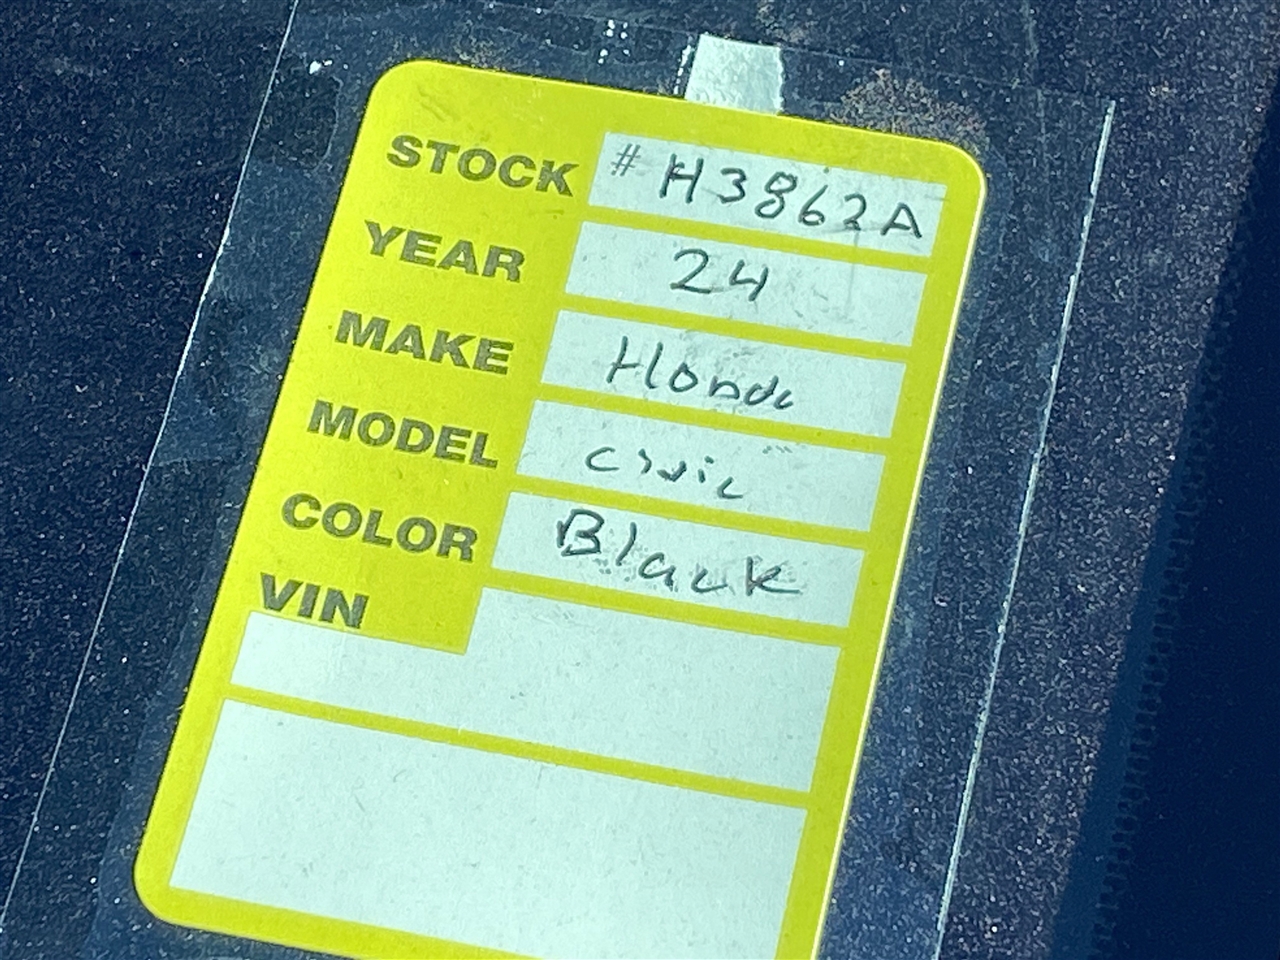 STOCK # H3862A
YEAR 24
MAKE Honda
MODEL civic
COLOR Black
VIN